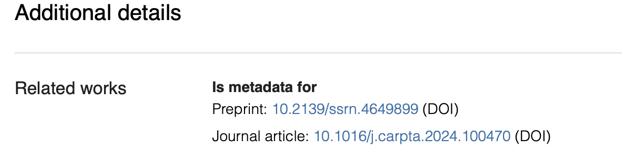 Additional details
Related works
Is metadata for
Preprint: 10.2139/ssrn.4649899 (DOI)
Journal article: 10.1016/j.carpta.2024.100470 (DOI)